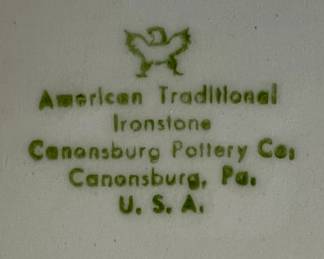 American Traditional
Ironstone
Canonsburg Pottery Co.
Canonsburg, Pa.
U. S. A.